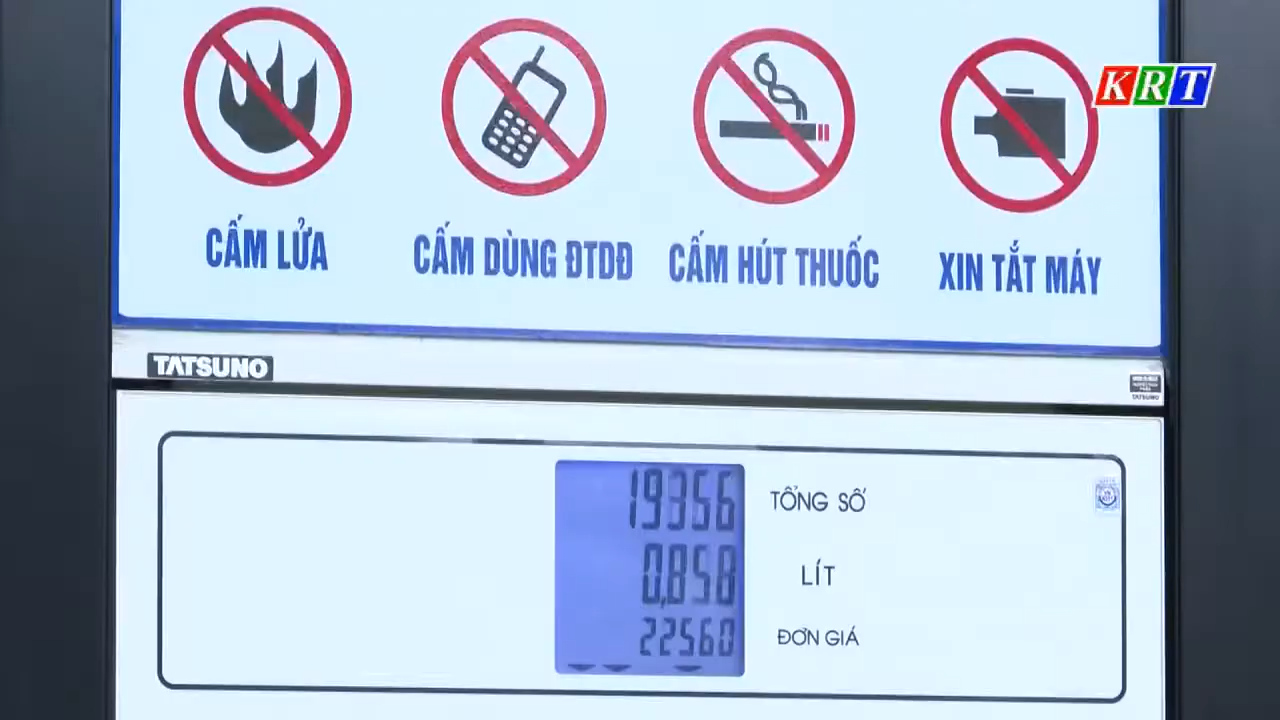 KRT
CẤM LỬA
CẤM DÙNG ĐTDĐ
CẤM HÚT THUỐC
XIN TẮT MÁY
TATSUNO
TATSUNO
19356
TỔNG SỐ
0,858
LÍT
22560
ĐƠN GIÁ